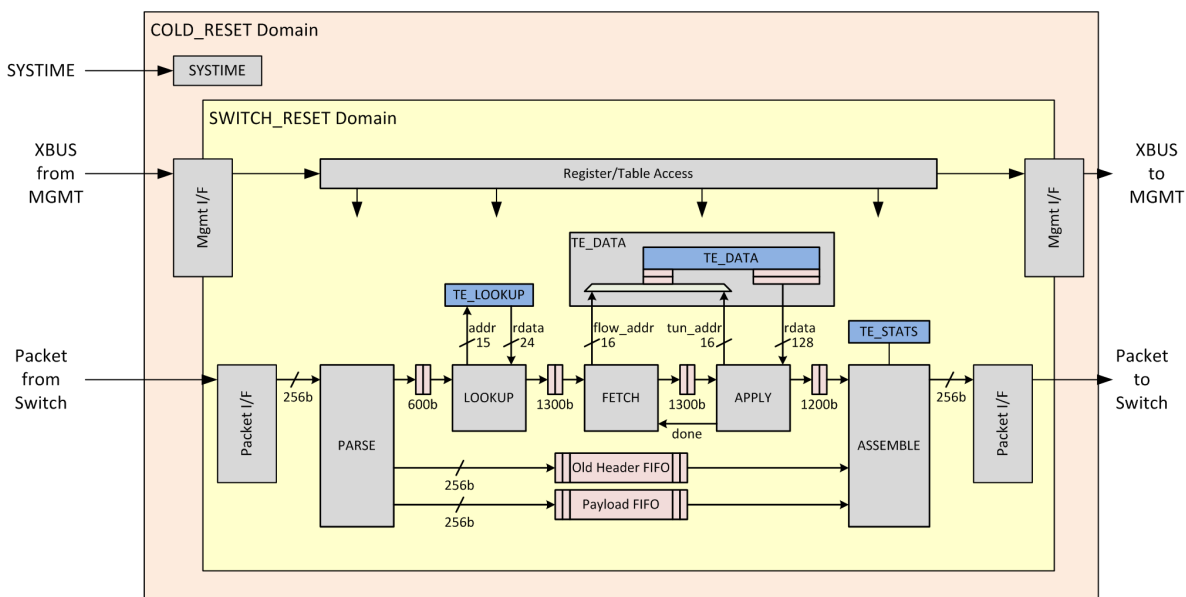 COLD_RESET Domain
SYSTIME
SYSTIME
SWITCH_RESET Domain
XBUS
from
MGMT
Mgmt I/F
Register/Table Access
Mgmt I/F
XBUS
to
MGMT
TE_DATA
TE_DATA
TE_LOOKUP
addr
15
rdata
24
flow_addr
16
tun_addr
16
rdata
128
TE_STATS
Packet
from
Switch
Packet I/F
256b
PARSE
600b
LOOKUP
1300b
FETCH
1300b
APPLY
1200b
done
ASSEMBLE
256b
Packet I/F
Packet
to
Switch
256b
Old Header FIFO
256b
Payload FIFO